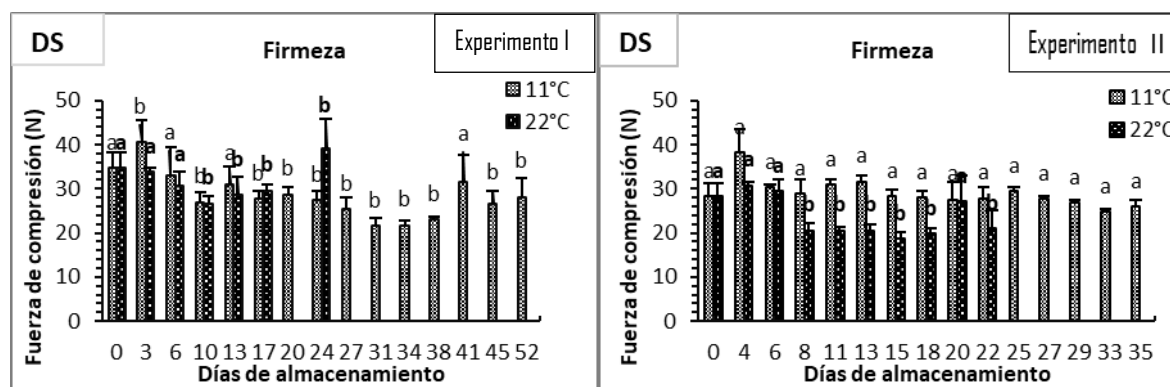 DS
Firmeza
Experimento I
11°C
22°C
Fuerza de compresión (N)
50
40
30
20
10
0
a a b a a a b b a b b b b b b b b b b a b b
0 3 6 10 13 17 20 24 27 31 34 38 41 45 52
Días de almacenamiento
DS
Firmeza
Experimento II
11°C
22°C
Fuerza de compresión (N)
50
40
30
20
10
0
a a a a a a a b a b a b a b a b a a a b a a a a a
0 4 6 8 11 13 15 18 20 22 25 27 29 33 35
Días de almacenamiento